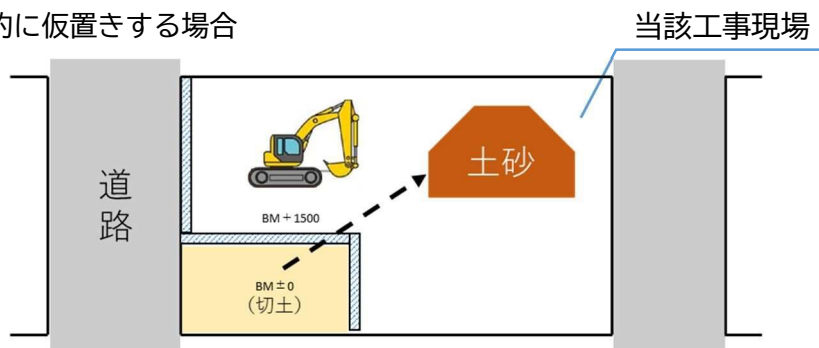 的に仮置きする場合
当該工事現場
道路
土砂
BM+1500
BM±0
(切土)